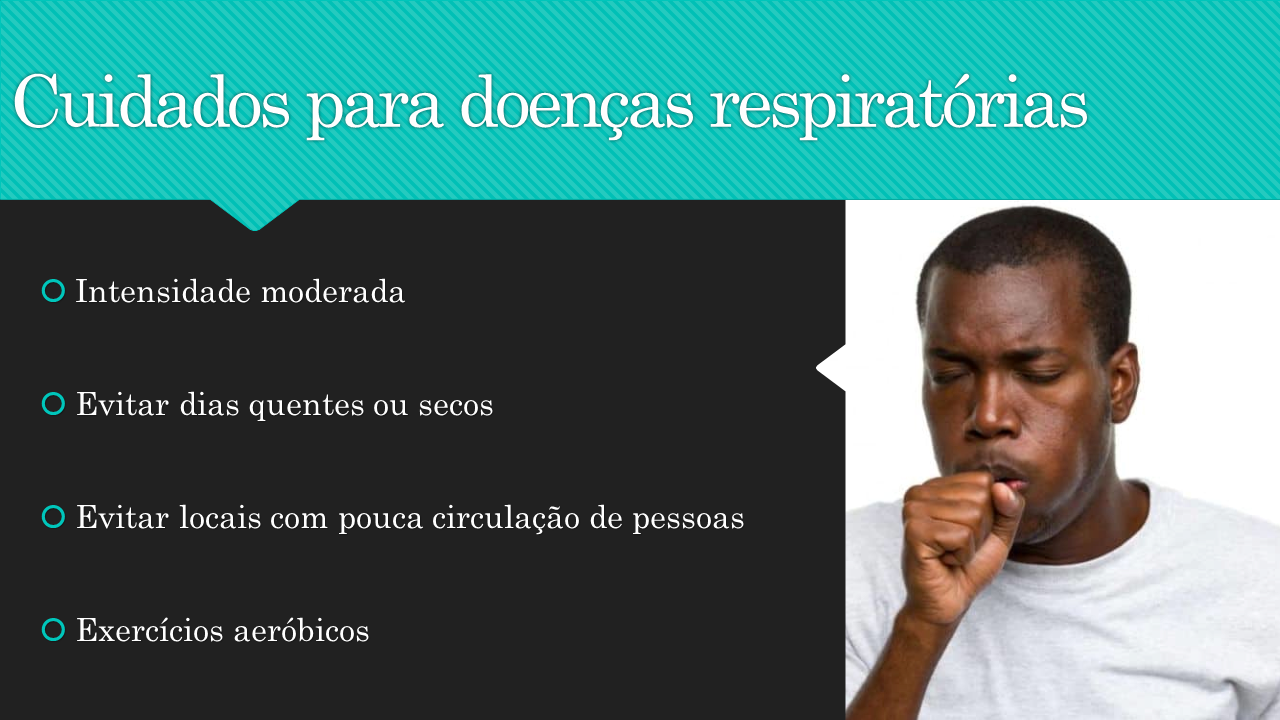 Cuidados para doenças respiratórias
Intensidade moderada
Evitar dias quentes ou secos
Evitar locais com pouca circulação de pessoas
Exercícios aeróbicos